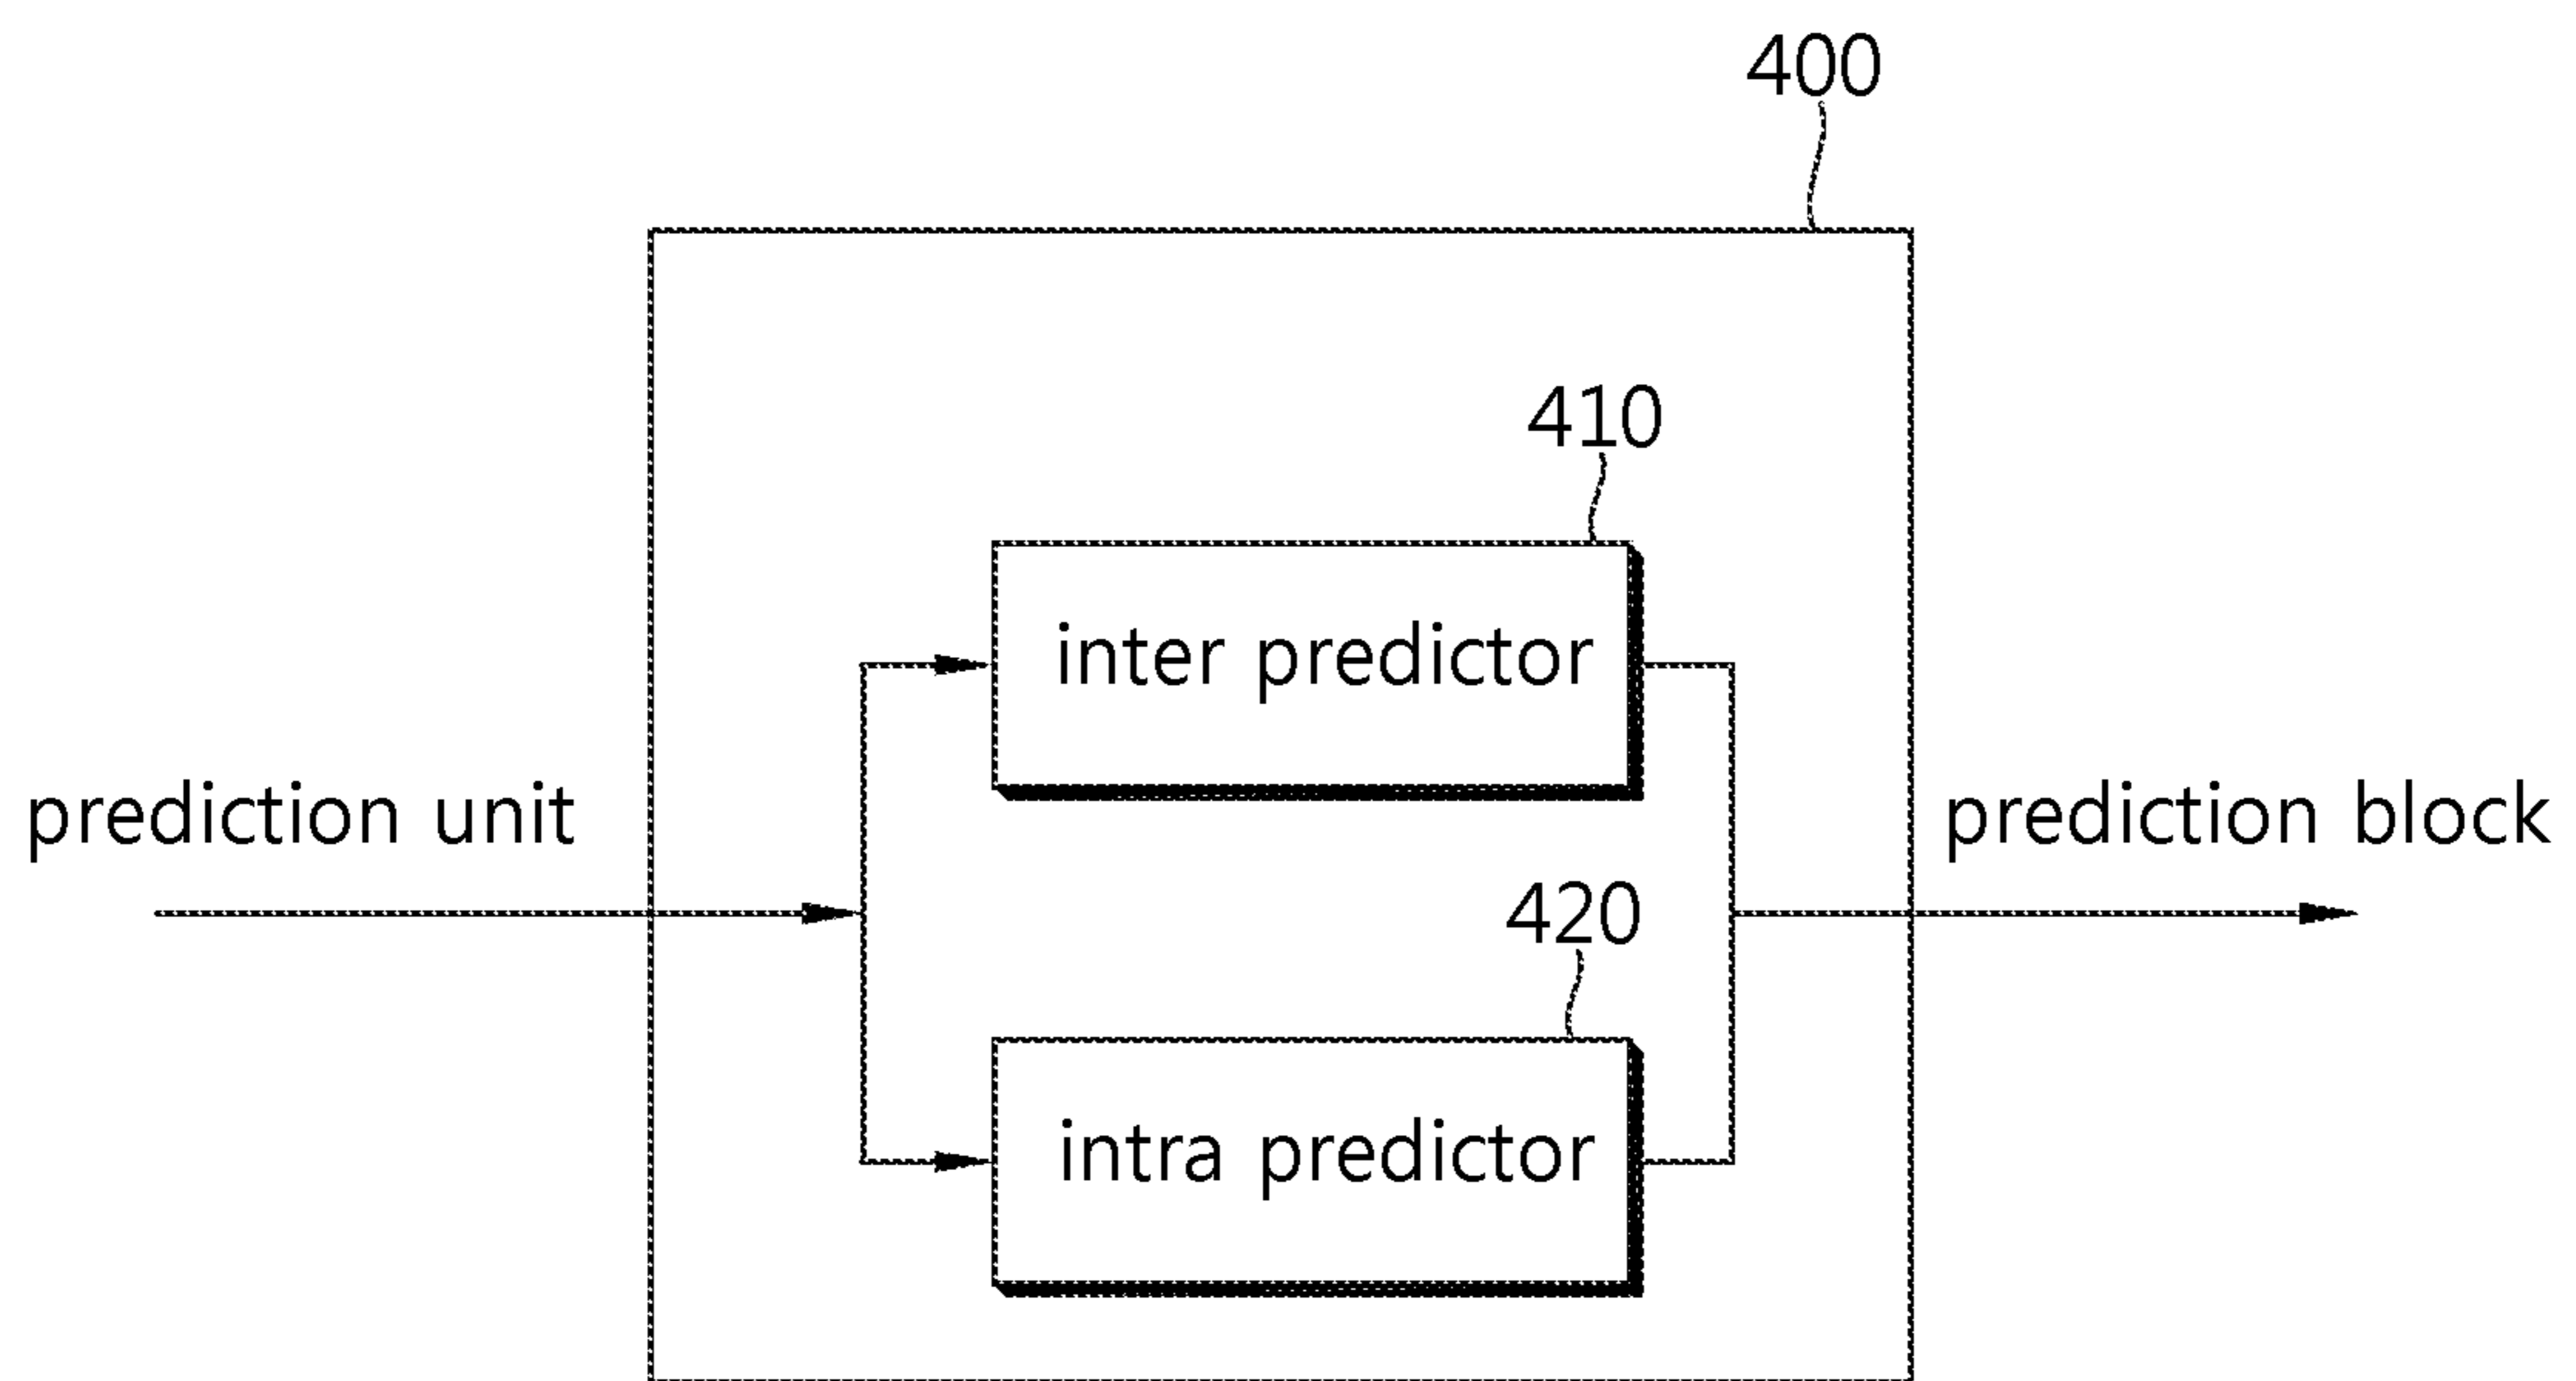 400
410
inter predictor
prediction unit
prediction block
420
intra predictor